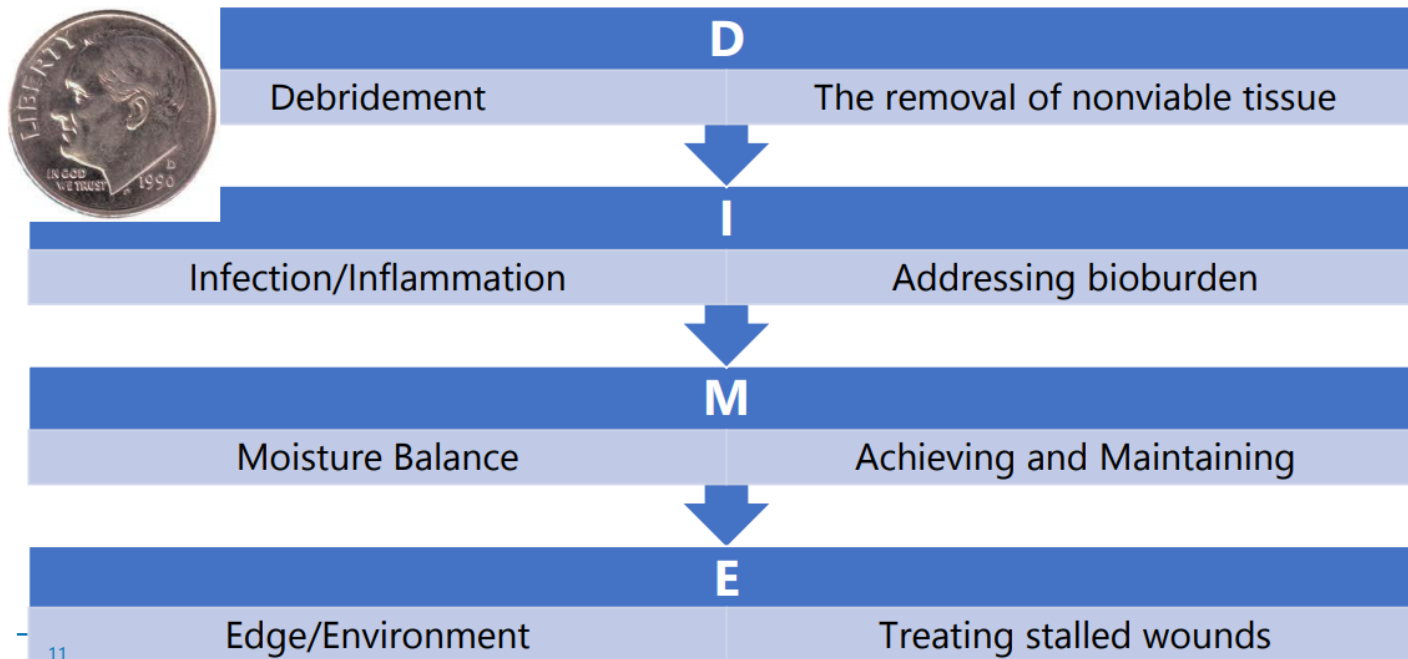 LIBERTY
IN GOD
WE TRUST
D
1996
D
Debridement
The removal of nonviable tissue
I
Infection/Inflammation
Addressing bioburden
M
Moisture Balance
Achieving and Maintaining
E
Edge/Environment
Treating stalled wounds
11